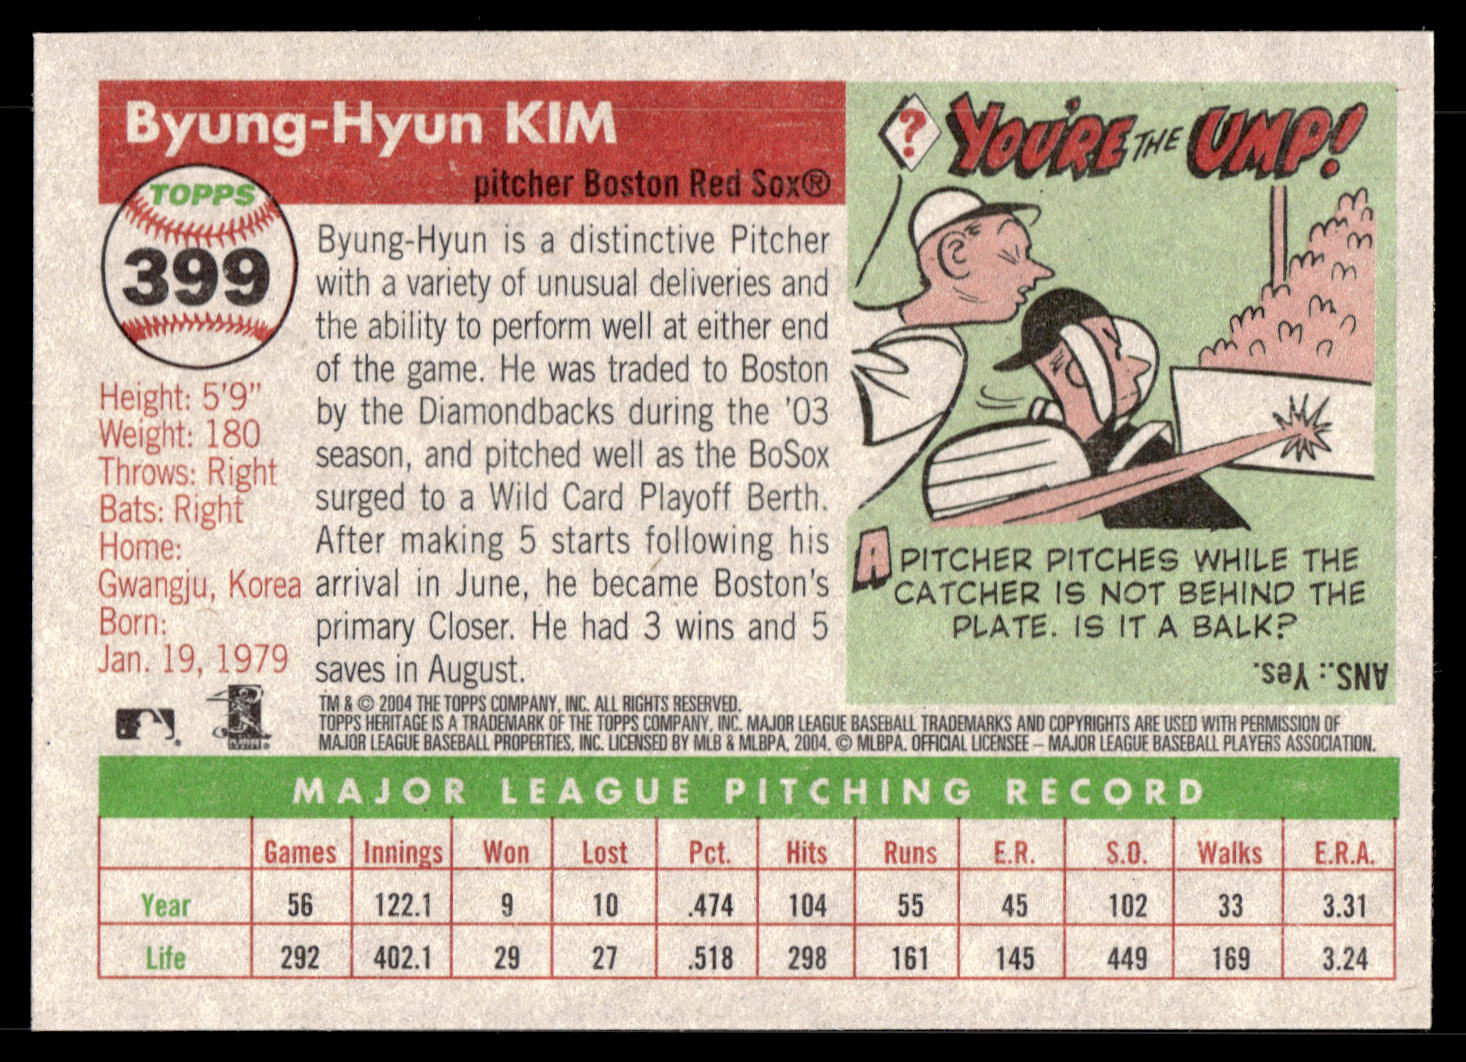 Byung-Hyun KIM
pitcher Boston Red Sox®
TOPPS
399
Height: 5'9"
Weight: 180
Throws: Right
Bats: Right
Home:
Gwangju, Korea
Born:
Jan. 19, 1979
Byung-Hyun is a distinctive Pitcher
with a variety of unusual deliveries and
the ability to perform well at either end
of the game. He was traded to Boston
by the Diamondbacks during the '03
season, and pitched well as the BoSox
surged to a Wild Card Playoff Berth.
After making 5 starts following his
arrival in June, he became Boston's
primary Closer. He had 3 wins and 5
saves in August.
? YOU'RE THE UMP!
A PITCHER PITCHES WHILE THE
CATCHER IS NOT BEHIND THE
PLATE. IS IT A BALK?
ANS.: Yes.
TM & © 2004 THE TOPPS COMPANY, INC. ALL RIGHTS RESERVED.
TOPPS HERITAGE IS A TRADEMARK OF THE TOPPS COMPANY, INC. MAJOR LEAGUE BASEBALL TRADEMARKS AND COPYRIGHTS ARE USED WITH PERMISSION OF
MAJOR LEAGUE BASEBALL PROPERTIES, INC. LICENSED BY MLB & MLBPA, 2004. © MLBPA. OFFICIAL LICENSEE – MAJOR LEAGUE BASEBALL PLAYERS ASSOCIATION.
MAJOR LEAGUE PITCHING RECORD
Games Innings Won Lost Pct. Hits Runs E.R. S.O. Walks E.R.A.
Year 56 122.1 9 10 .474 104 55 45 102 33 3.31
Life 292 402.1 29 27 .518 298 161 145 449 169 3.24